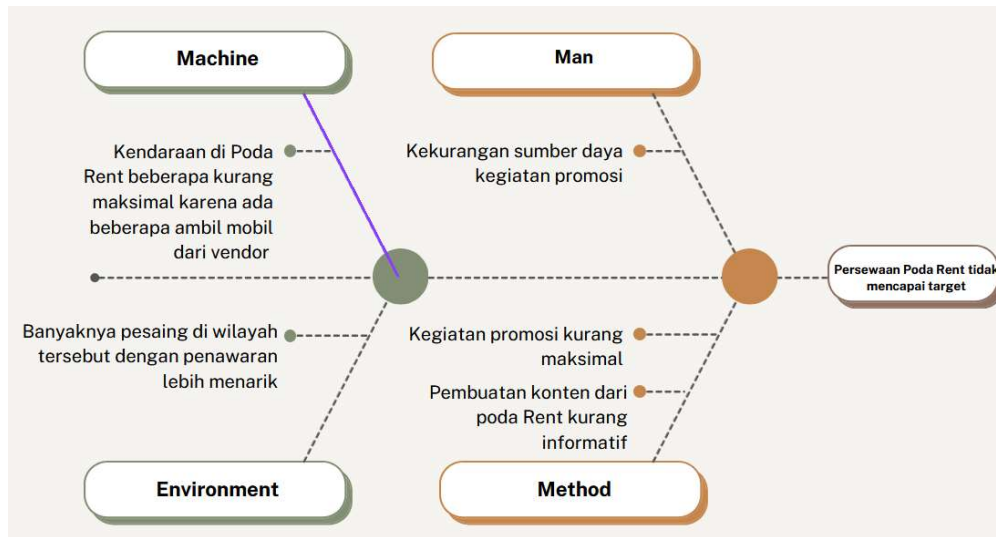 Machine
Man
Kendaraan di Poda
Rent beberapa kurang
maksimal karena ada
beberapa ambil mobil
dari vendor
Kekurangan sumber daya
kegiatan promosi
Persewaan Poda Rent tidak
mencapai target
Banyaknya pesaing di wilayah
tersebut dengan penawaran
lebih menarik
Kegiatan promosi kurang
maksimal
Pembuatan konten dari
poda Rent kurang
informatif
Environment
Method